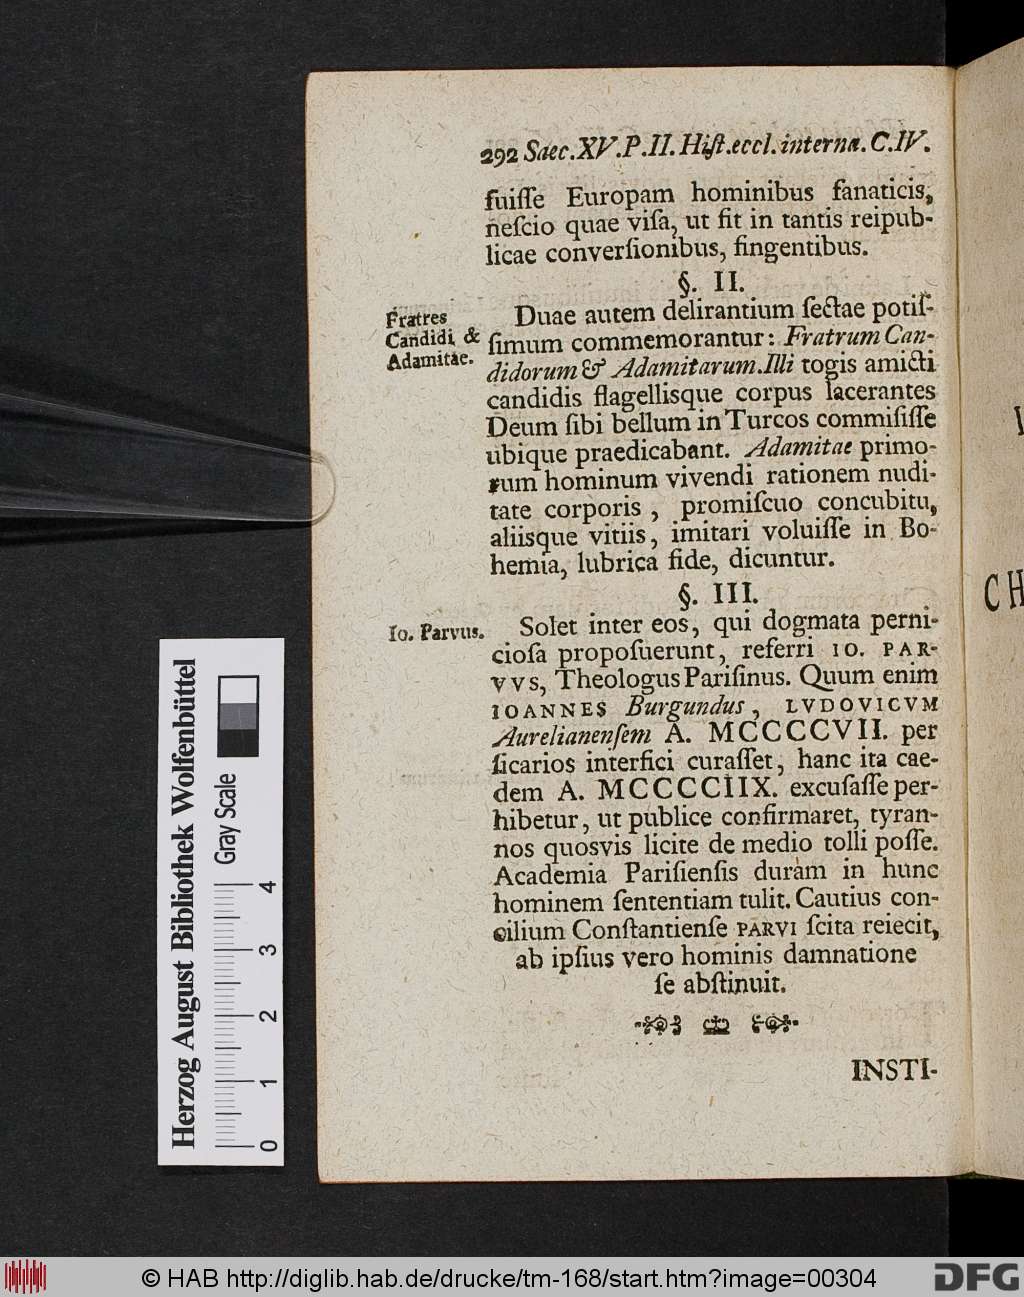 292 Saec.XV.P.II. Hiſt.eccl.internæ.C.IV.
fuiſſe Europam hominibus fanaticis,
neſcio quae viſa, ut fit in tantis reipub-
licae converſionibus, fingentibus.
§. II.
Fratres
Candidi &
Adamitae.
Duae autem delirantium ſectae potiſ-
ſimum commemorantur: Fratrum Can-
didorum & Adamitarum. Illi togis amicti
candidis flagellisque corpus lacerantes
Deum ſibi bellum in Turcos commiſiſſe
ubique praedicabant. Adamitae primo-
rum hominum vivendi rationem nudi-
tate corporis, promiſcuo concubitu,
aliisque vitiis, imitari voluiſſe in Bo-
hemia, lubrica fide, dicuntur.
§. III.
Io. Parvus.
Solet inter eos, qui dogmata perni-
cioſa propoſuerunt, referri IO. PAR-
VVS, Theologus Pariſinus. Quum enim
IOANNES Burgundus, LVDOVICVM
Aurelianenſem A. MCCCCVII. per
ſicarios interfici curaſſet, hanc ita cae-
dem A. MCCCCIIX. excuſaſſe per-
hibetur, ut publice confirmaret, tyran-
nos quosvis licite de medio tolli poſſe.
Academia Pariſienſis duram in hunc
hominem ſententiam tulit. Cautius con-
cilium Conſtantienſe PARVI ſcita reiecit,
ab ipſius vero hominis damnatione
ſe abſtinuit.
INSTI-
CH
Herzog August Bibliothek Wolfenbüttel
Gray Scale
0 1 2 3 4
© HAB http://diglib.hab.de/drucke/tm-168/start.htm?image=00304
DFG